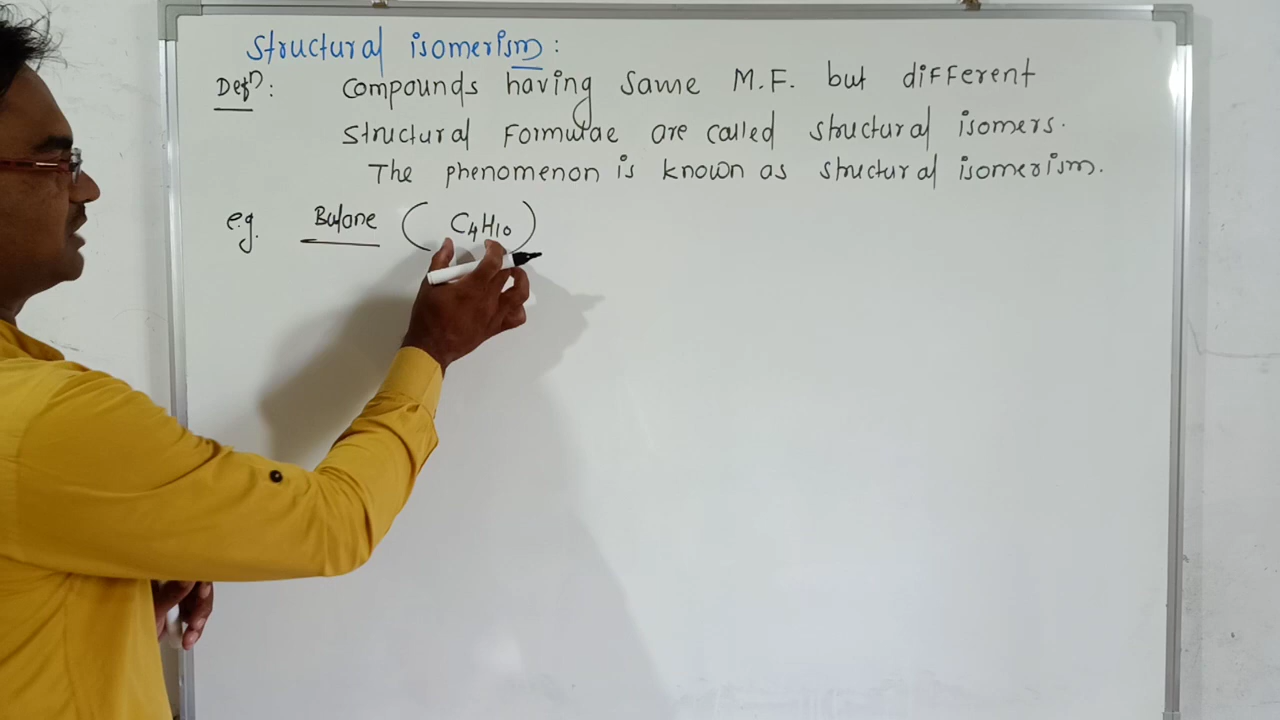 Structural isomerism :
Defⁿ : Compounds having same M.F. but different
structural formulae are called structural isomers.
The phenomenon is known as structural isomerism.
e.g. Butane ( C₄H₁₀ )